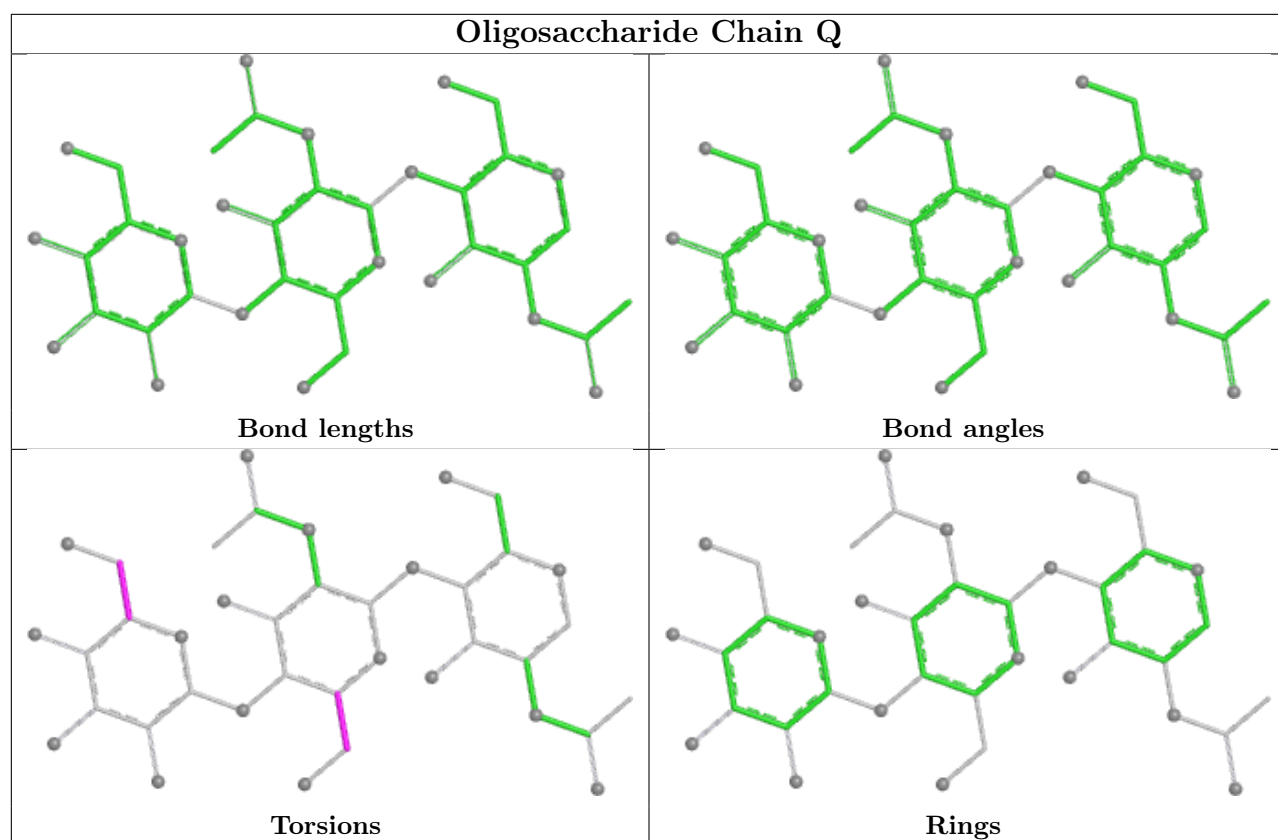 Oligosaccharide Chain Q
Bond lengths
Bond angles
Torsions
Rings